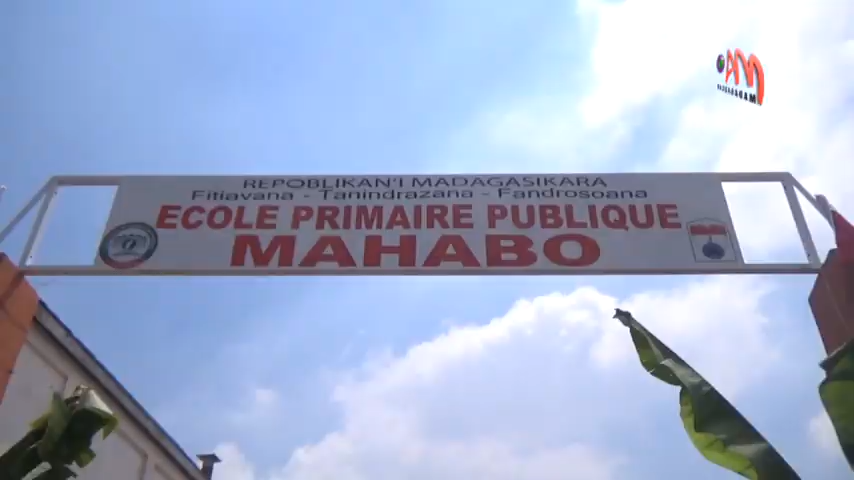 REPOBLIKAN'I MADAGASIKARA
Fitiavana - Tanindrazana - Fandrosoana
ECOLE PRIMAIRE PUBLIQUE
MAHABO